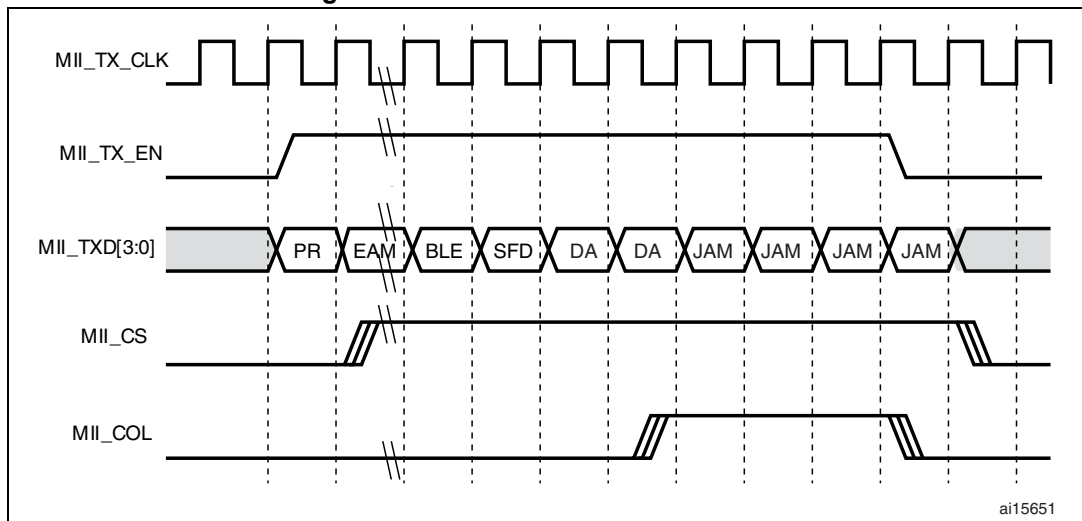 MII_TX_CLK
MII_TX_EN
MII_TXD[3:0] PR EAM BLE SFD DA DA JAM JAM JAM JAM
MII_CS
MII_COL
ai15651